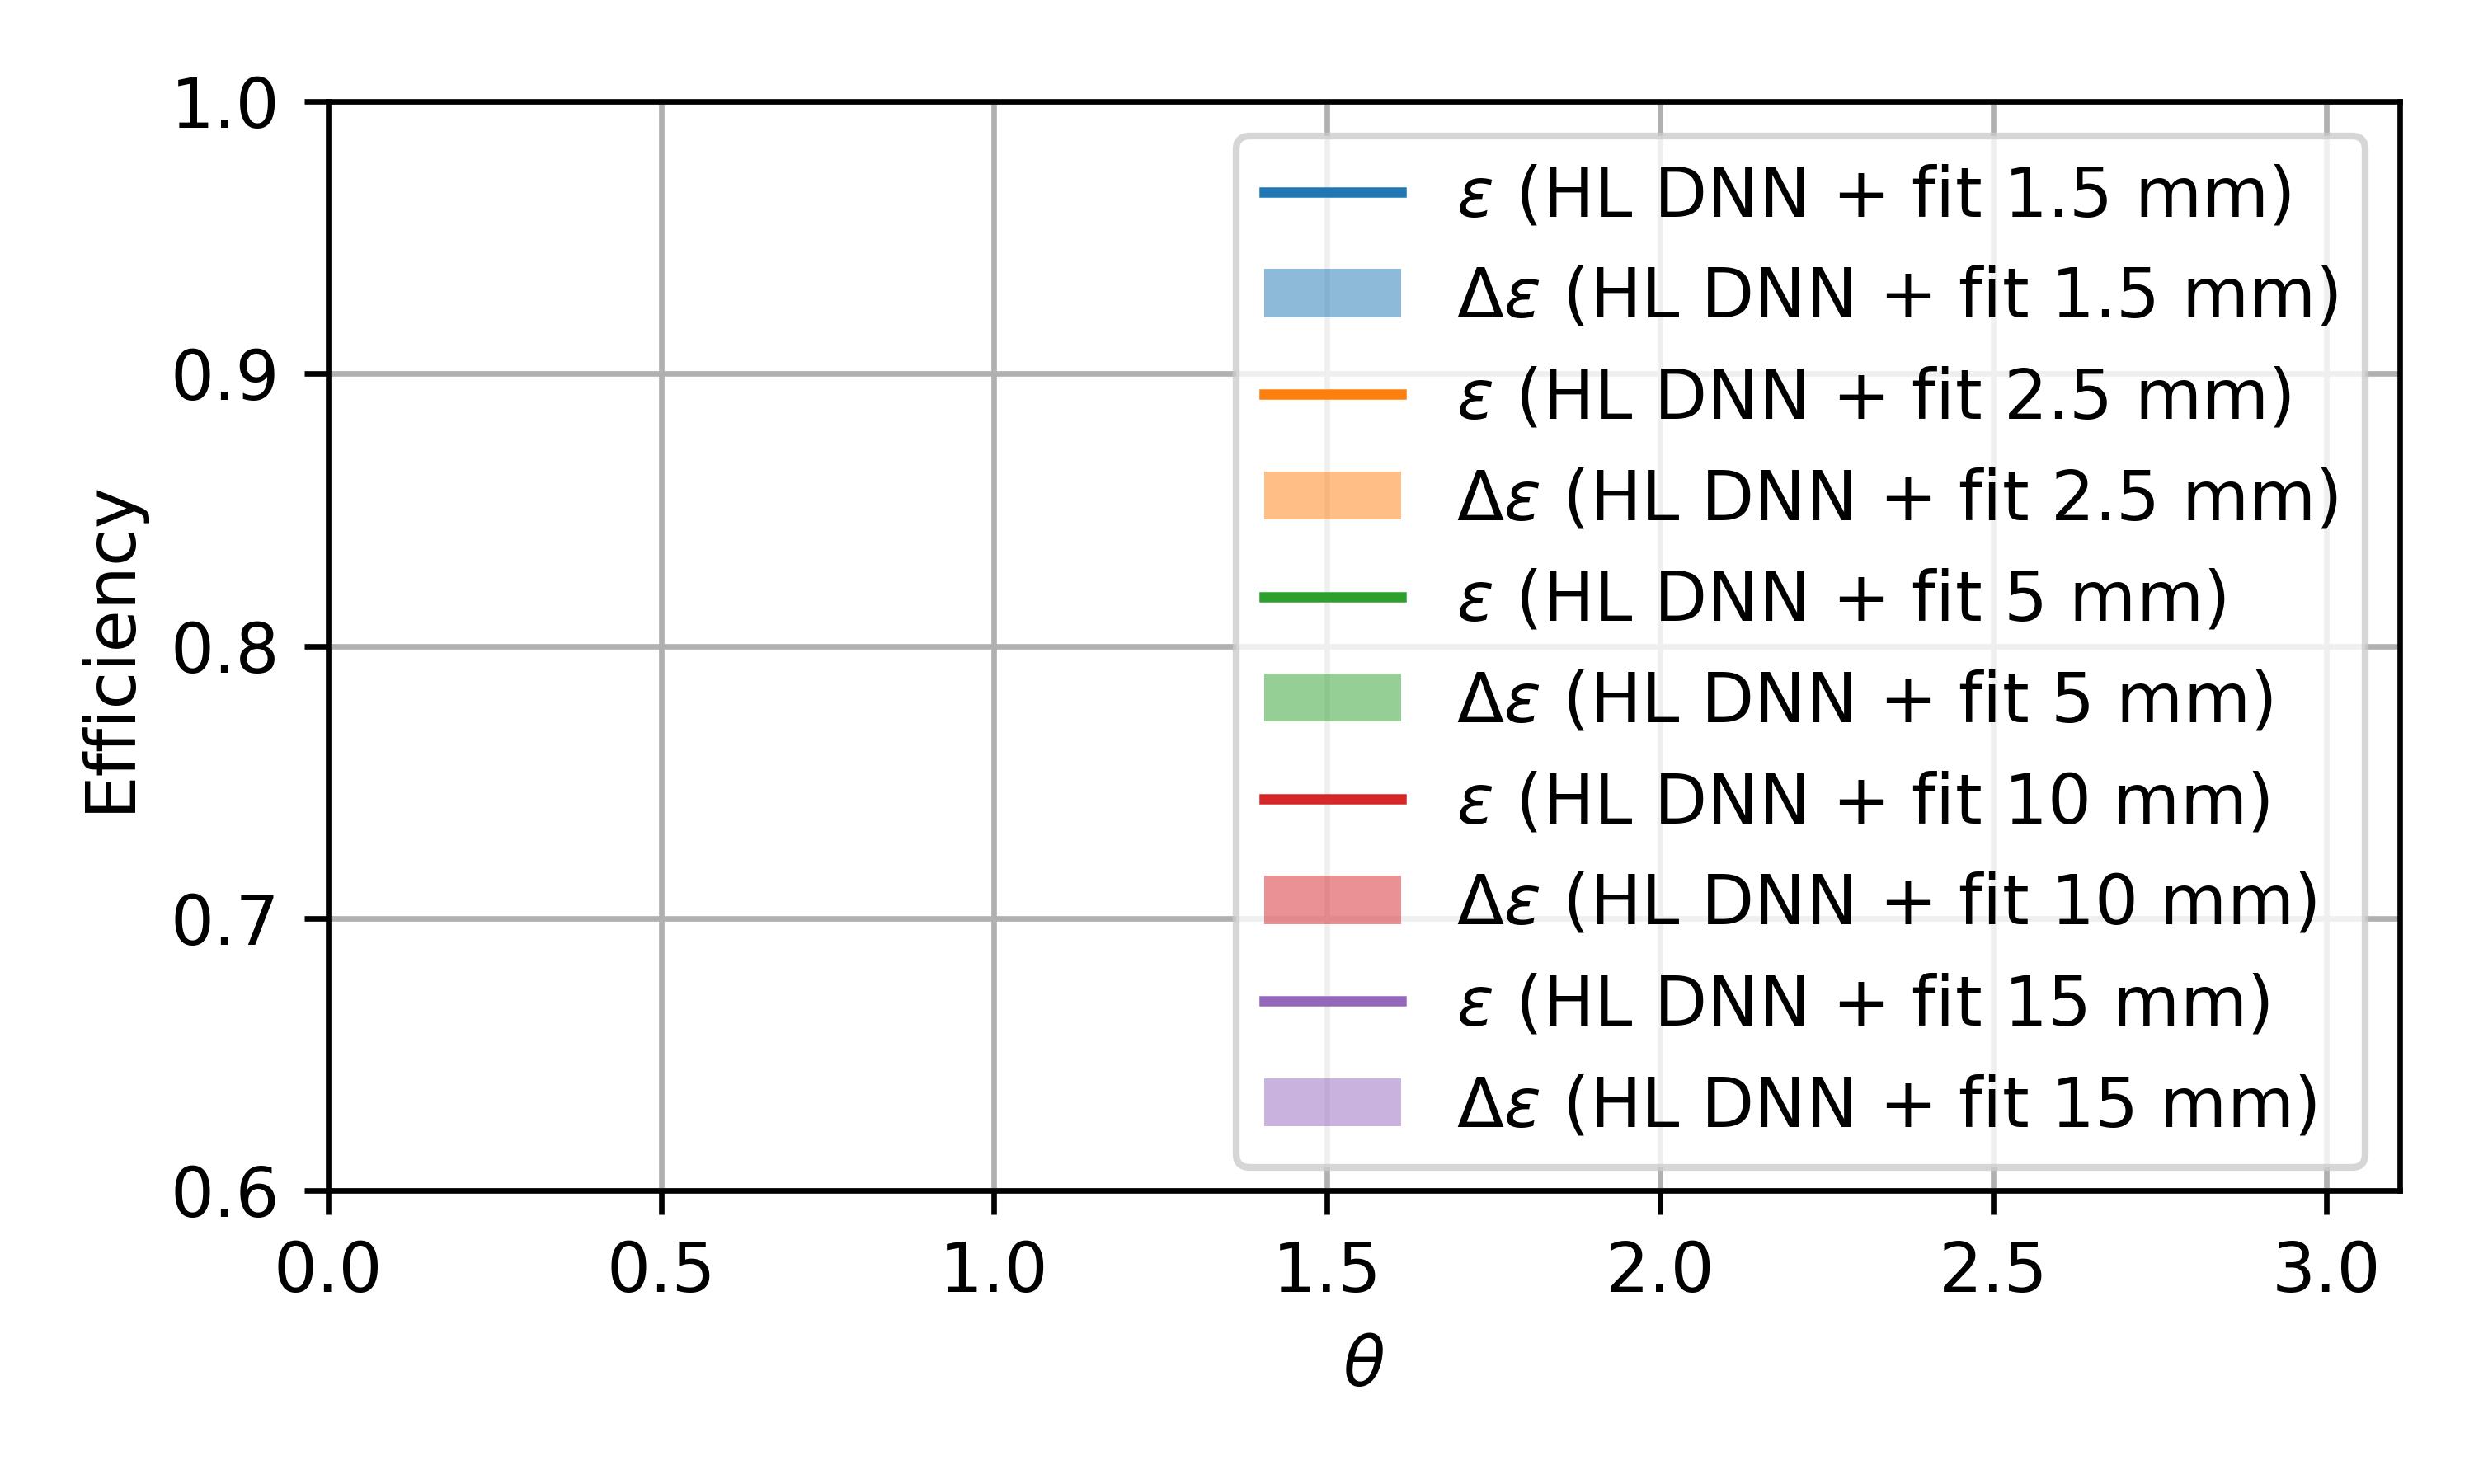 1.0
0.9
0.8
0.7
0.6
Efficiency
ε (HL DNN + fit 1.5 mm)
Δε (HL DNN + fit 1.5 mm)
ε (HL DNN + fit 2.5 mm)
Δε (HL DNN + fit 2.5 mm)
ε (HL DNN + fit 5 mm)
Δε (HL DNN + fit 5 mm)
ε (HL DNN + fit 10 mm)
Δε (HL DNN + fit 10 mm)
ε (HL DNN + fit 15 mm)
Δε (HL DNN + fit 15 mm)
0.0 0.5 1.0 1.5 2.0 2.5 3.0
θ